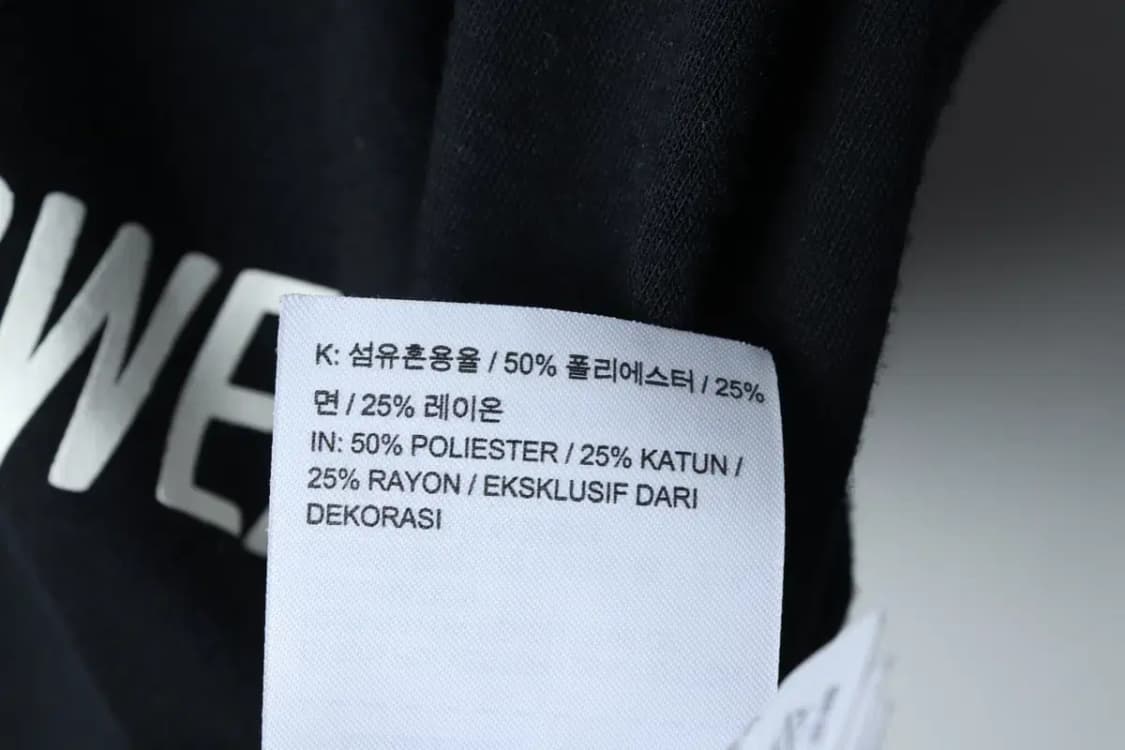 WE
K: 섬유혼용율 / 50% 폴리에스터 / 25%
면 / 25% 레이온
IN: 50% POLIESTER / 25% KATUN /
25% RAYON / EKSKLUSIF DARI
DEKORASI